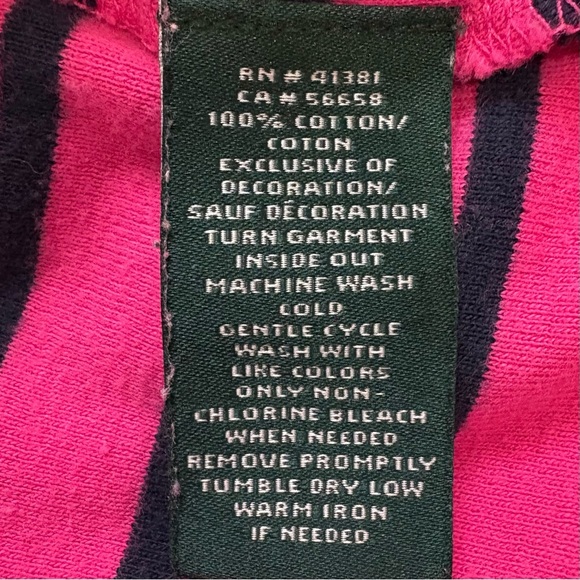 RN # 41381
CA # 56658
100% COTTON/
COTON
EXCLUSIVE OF
DECORATION/
SAUF DÉCORATION
TURN GARMENT
INSIDE OUT
MACHINE WASH
COLD
GENTLE CYCLE
WASH WITH
LIKE COLORS
ONLY NON-
CHLORINE BLEACH
WHEN NEEDED
REMOVE PROMPTLY
TUMBLE DRY LOW
WARM IRON
IF NEEDED